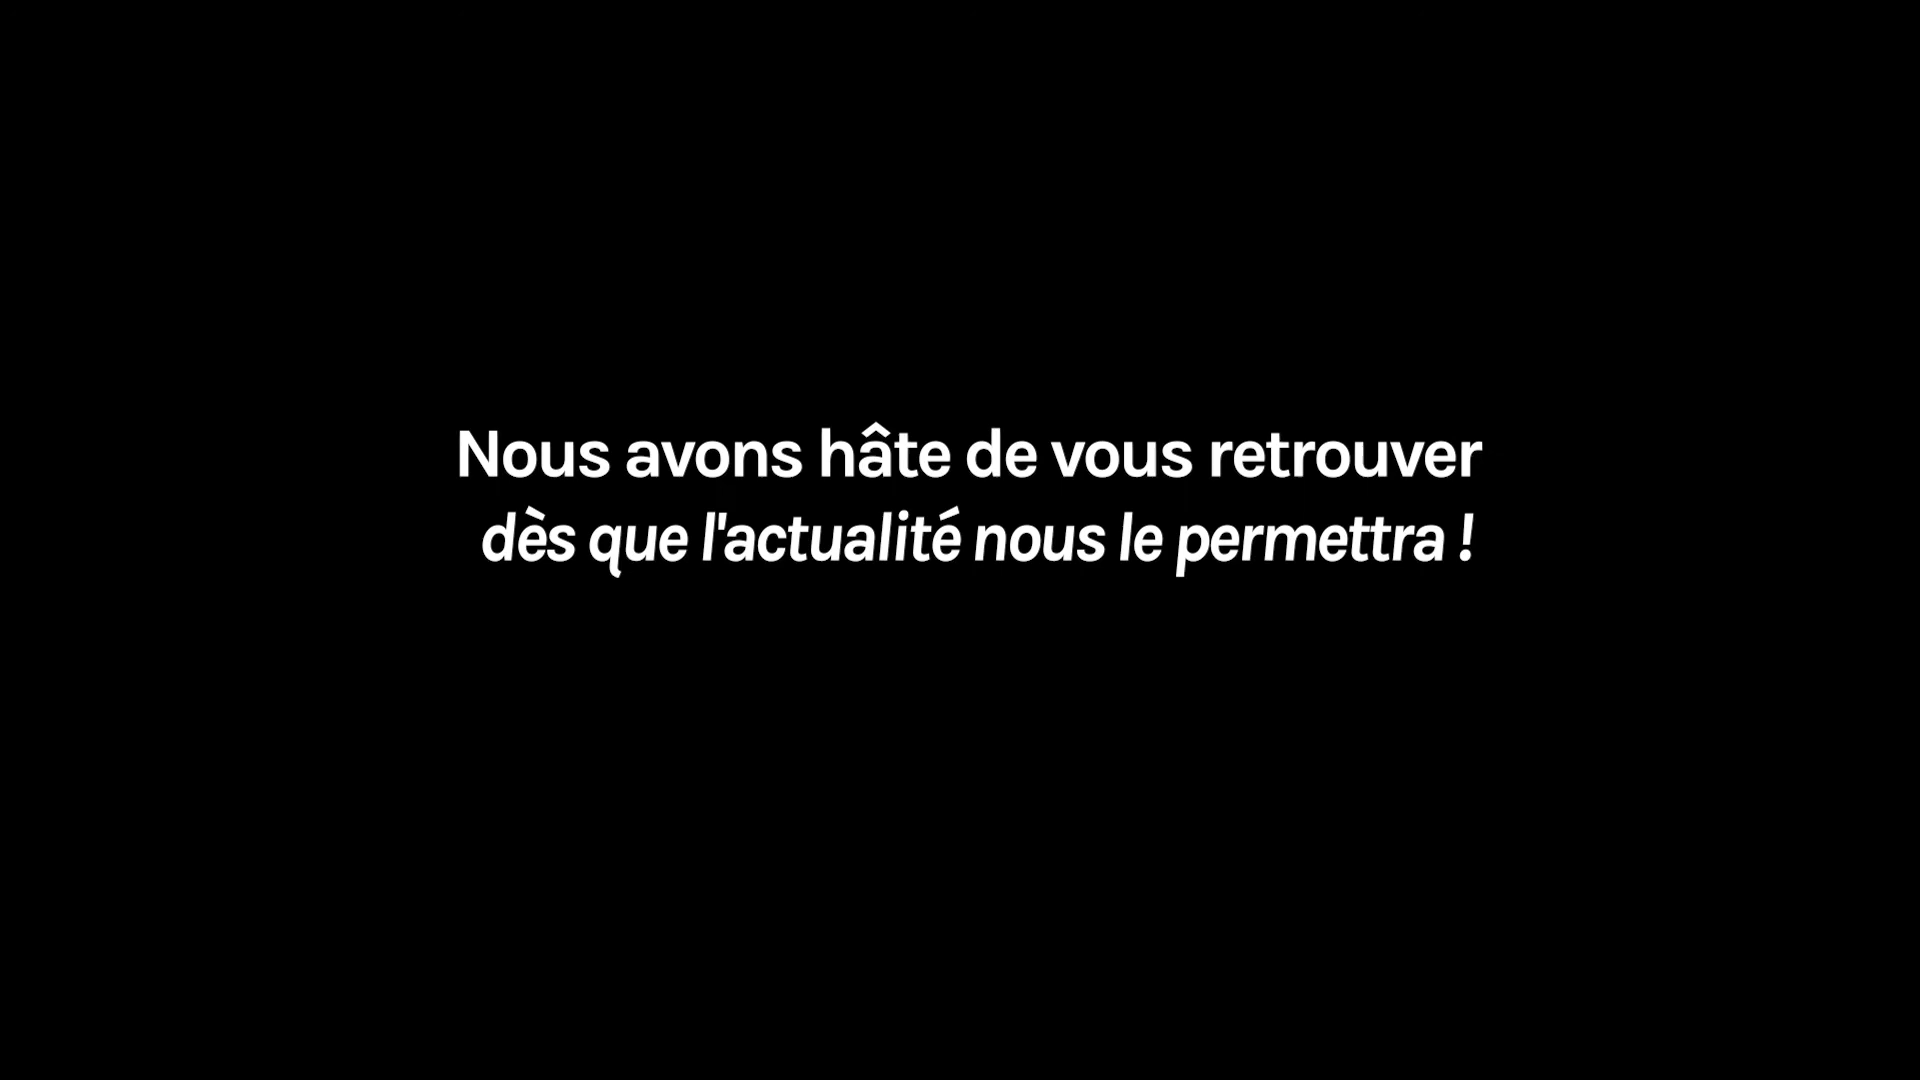 Nous avons hâte de vous retrouver
dès que l'actualité nous le permettra !